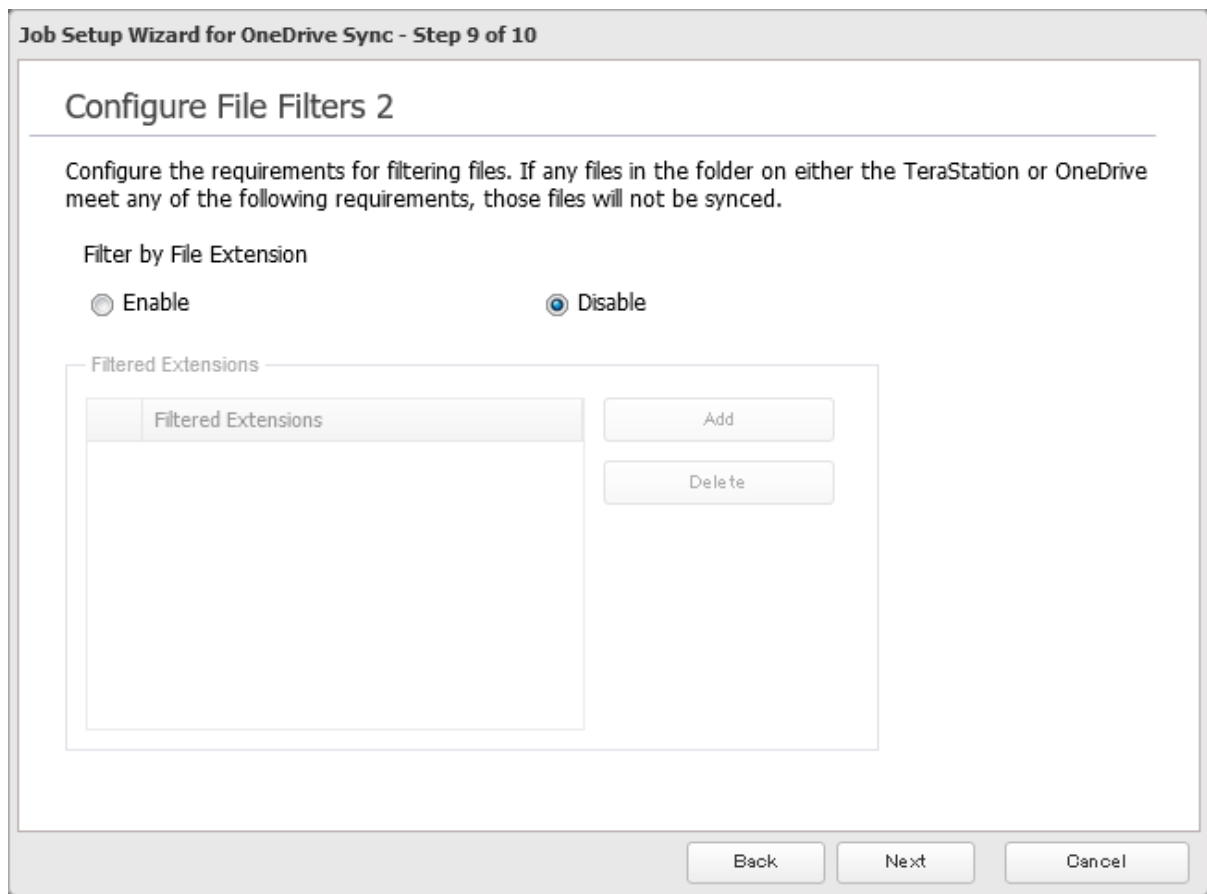 Job Setup Wizard for OneDrive Sync - Step 9 of 10
Configure File Filters 2
Configure the requirements for filtering files. If any files in the folder on either the TeraStation or OneDrive
meet any of the following requirements, those files will not be synced.
Filter by File Extension
Enable
Disable
Filtered Extensions
Filtered Extensions
Add
Delete
Back
Next
Cancel